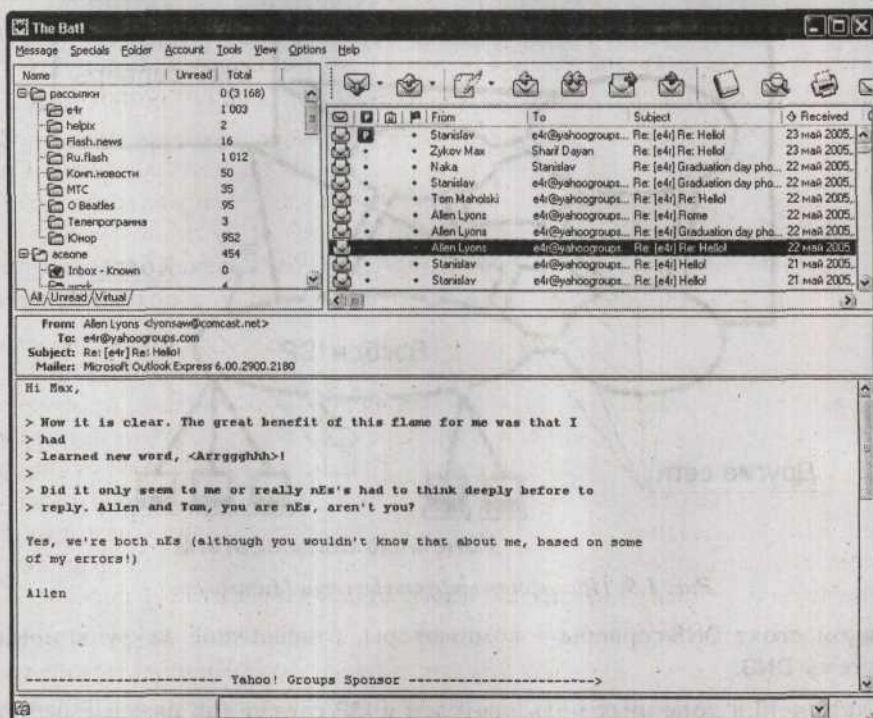 The Bat!
Message Specials Folder Account Tools View Options Help
Name Unread Total
рассылки 0 (3 168)
e4r 1 003
helpix 2
Flash.news 16
Ru.flash 1 012
Комп.новости 50
МТС 35
О Beatles 95
Телепрограмма 3
Юмор 952
aceone 454
Inbox - Known 0
work 4
All Unread Virtual
From To Subject Received
Stanislav e4r@yahoogroups... Re: [e4r] Re: Hello! 23 май 2005,
Zykov Max Sharif Dayan Re: [e4r] Re: Hello! 23 май 2005,
Naka Stanislav Re: [e4r] Graduation day pho... 22 май 2005,
Stanislav e4r@yahoogroups... Re: [e4r] Graduation day pho... 22 май 2005,
Tom Maholski e4r@yahoogroups... Re: [e4r] Re: Hello! 22 май 2005,
Allen Lyons e4r@yahoogroups... Re: [e4r] Rome 22 май 2005,
Allen Lyons e4r@yahoogroups... Re: [e4r] Graduation day pho... 22 май 2005,
Allen Lyons e4r@yahoogroups... Re: [e4r] Re: Hello! 22 май 2005
Stanislav e4r@yahoogroups... Re: [e4r] Hello! 21 май 2005,
Stanislav e4r@yahoogroups... Re: [e4r] Hello! 21 май 2005,
From: Allen Lyons <lyonsaw@comcast.net>
To: e4r@yahoogroups.com
Subject: Re: [e4r] Re: Hello!
Mailer: Microsoft Outlook Express 6.00.2900.2180
Hi Max,
> Now it is clear. The great benefit of this flame for me was that I
> had
> learned new word, <Arrggghhh>!
>
> Did it only seem to me or really nEs's had to think deeply before to
> reply. Allen and Tom, you are nEs, aren't you?
Yes, we're both nEs (although you wouldn't know that about me, based on some
of my errors!)
Allen
---------------------- Yahoo! Groups Sponsor --------------------->